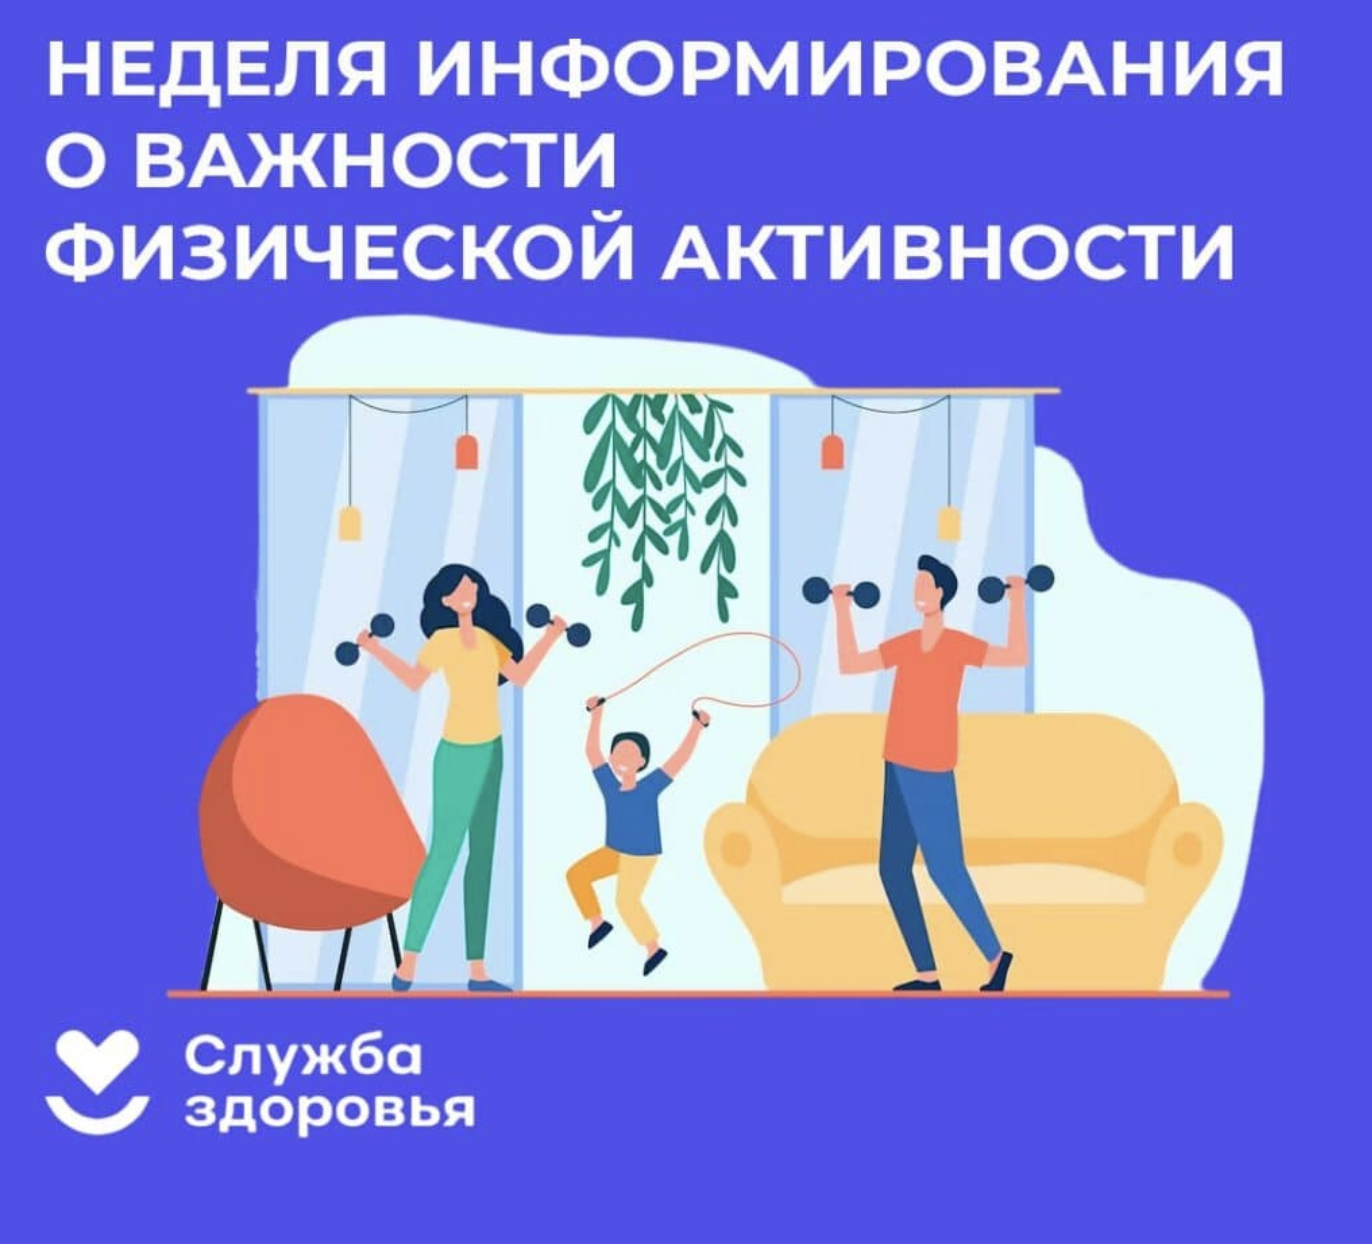 НЕДЕЛЯ ИНФОРМИРОВАНИЯ
О ВАЖНОСТИ
ФИЗИЧЕСКОЙ АКТИВНОСТИ
Служба
здоровья